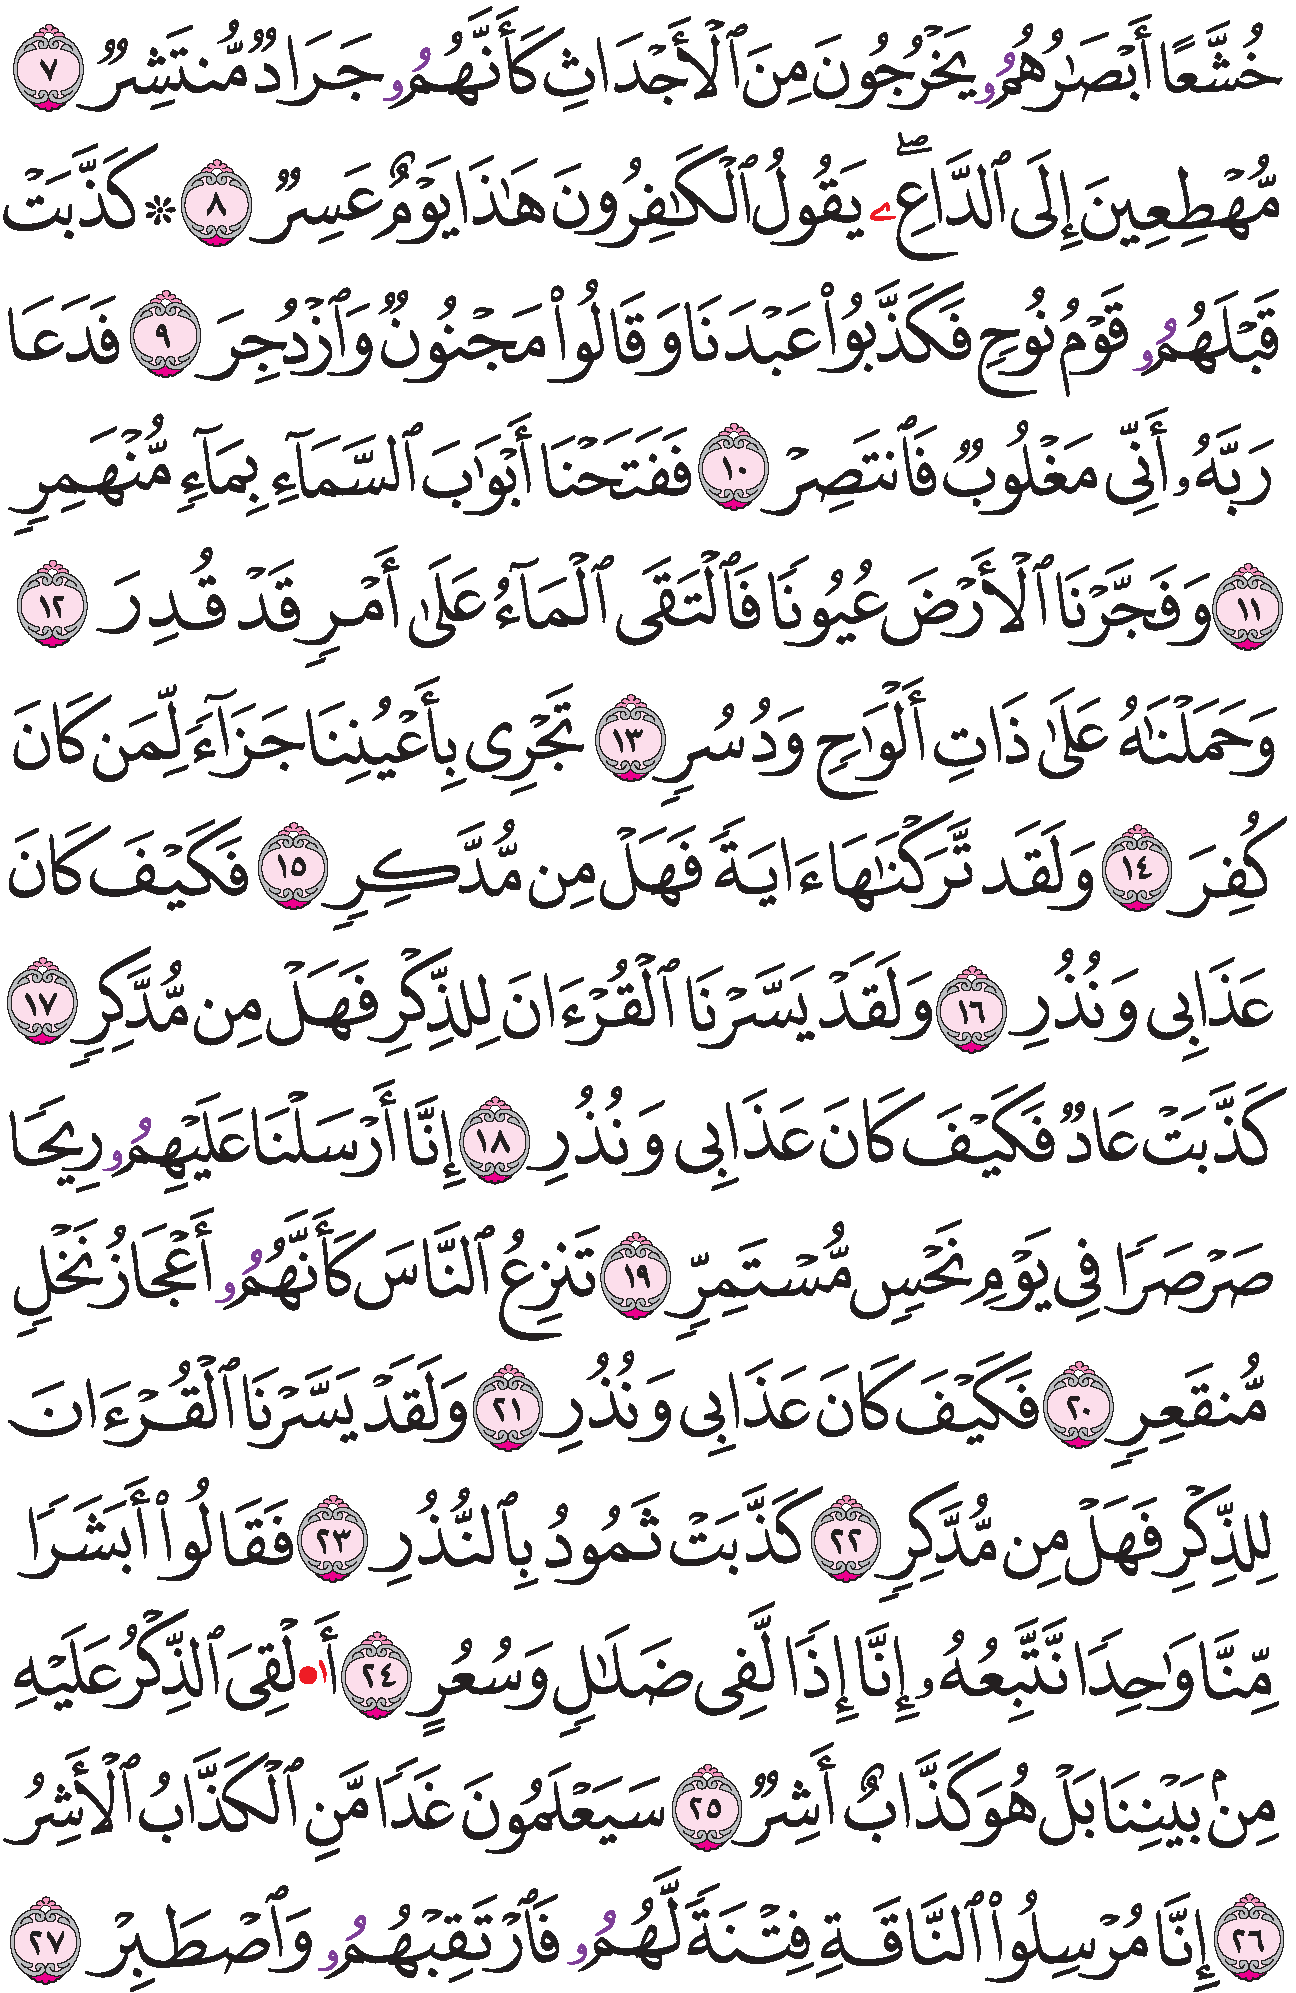 خُشَّعًا أَبْصَٰرُهُمُۥ يَخْرُجُونَ مِنَ ٱلْأَجْدَاثِ كَأَنَّهُمُۥ جَرَادٌ مُّنتَشِرٌ ٧
مُّهْطِعِينَ إِلَى ٱلدَّاعِۦ ۖ يَقُولُ ٱلْكَٰفِرُونَ هَٰذَا يَوْمٌ عَسِرٌ ٨ ۞ كَذَّبَتْ
قَبْلَهُمُۥ قَوْمُ نُوحٍ فَكَذَّبُوا۟ عَبْدَنَا وَقَالُوا۟ مَجْنُونٌ وَٱزْدُجِرَ ٩ فَدَعَا
رَبَّهُۥ أَنِّى مَغْلُوبٌ فَٱنتَصِرْ ١٠ فَفَتَحْنَا أَبْوَٰبَ ٱلسَّمَآءِ بِمَآءٍ مُّنْهَمِرٍ
١١ وَفَجَّرْنَا ٱلْأَرْضَ عُيُونًا فَٱلْتَقَى ٱلْمَآءُ عَلَىٰ أَمْرٍ قَدْ قُدِرَ ١٢
وَحَمَلْنَٰهُ عَلَىٰ ذَاتِ أَلْوَٰحٍ وَدُسُرٍ ١٣ تَجْرِى بِأَعْيُنِنَا جَزَآءً لِّمَن كَانَ
كُفِرَ ١٤ وَلَقَد تَّرَكْنَٰهَا ءَايَةً فَهَلْ مِن مُّدَّكِرٍ ١٥ فَكَيْفَ كَانَ
عَذَابِى وَنُذُرِ ١٦ وَلَقَدْ يَسَّرْنَا ٱلْقُرْءَانَ لِلذِّكْرِ فَهَلْ مِن مُّدَّكِرٍ ١٧
كَذَّبَتْ عَادٌ فَكَيْفَ كَانَ عَذَابِى وَنُذُرِ ١٨ إِنَّا أَرْسَلْنَا عَلَيْهِمُۥ رِيحًا
صَرْصَرًا فِى يَوْمِ نَحْسٍ مُّسْتَمِرٍّ ١٩ تَنزِعُ ٱلنَّاسَ كَأَنَّهُمُۥ أَعْجَازُ نَخْلٍ
مُّنقَعِرٍ ٢٠ فَكَيْفَ كَانَ عَذَابِى وَنُذُرِ ٢١ وَلَقَدْ يَسَّرْنَا ٱلْقُرْءَانَ
لِلذِّكْرِ فَهَلْ مِن مُّدَّكِرٍ ٢٢ كَذَّبَتْ ثَمُودُ بِٱلنُّذُرِ ٢٣ فَقَالُوا۟ أَبَشَرًا
مِّنَّا وَٰحِدًا نَّتَّبِعُهُۥ إِنَّا إِذًا لَّفِى ضَلَٰلٍ وَسُعُرٍ ٢٤ أَٰ۬لْقِىَ ٱلذِّكْرُ عَلَيْهِ
مِنۢ بَيْنِنَا بَلْ هُوَ كَذَّابٌ أَشِرٌ ٢٥ سَيَعْلَمُونَ غَدًا مَّنِ ٱلْكَذَّابُ ٱلْأَشِرُ
٢٦ إِنَّا مُرْسِلُوا۟ ٱلنَّاقَةِ فِتْنَةً لَّهُمُۥ فَٱرْتَقِبْهُمُۥ وَٱصْطَبِرْ ٢٧